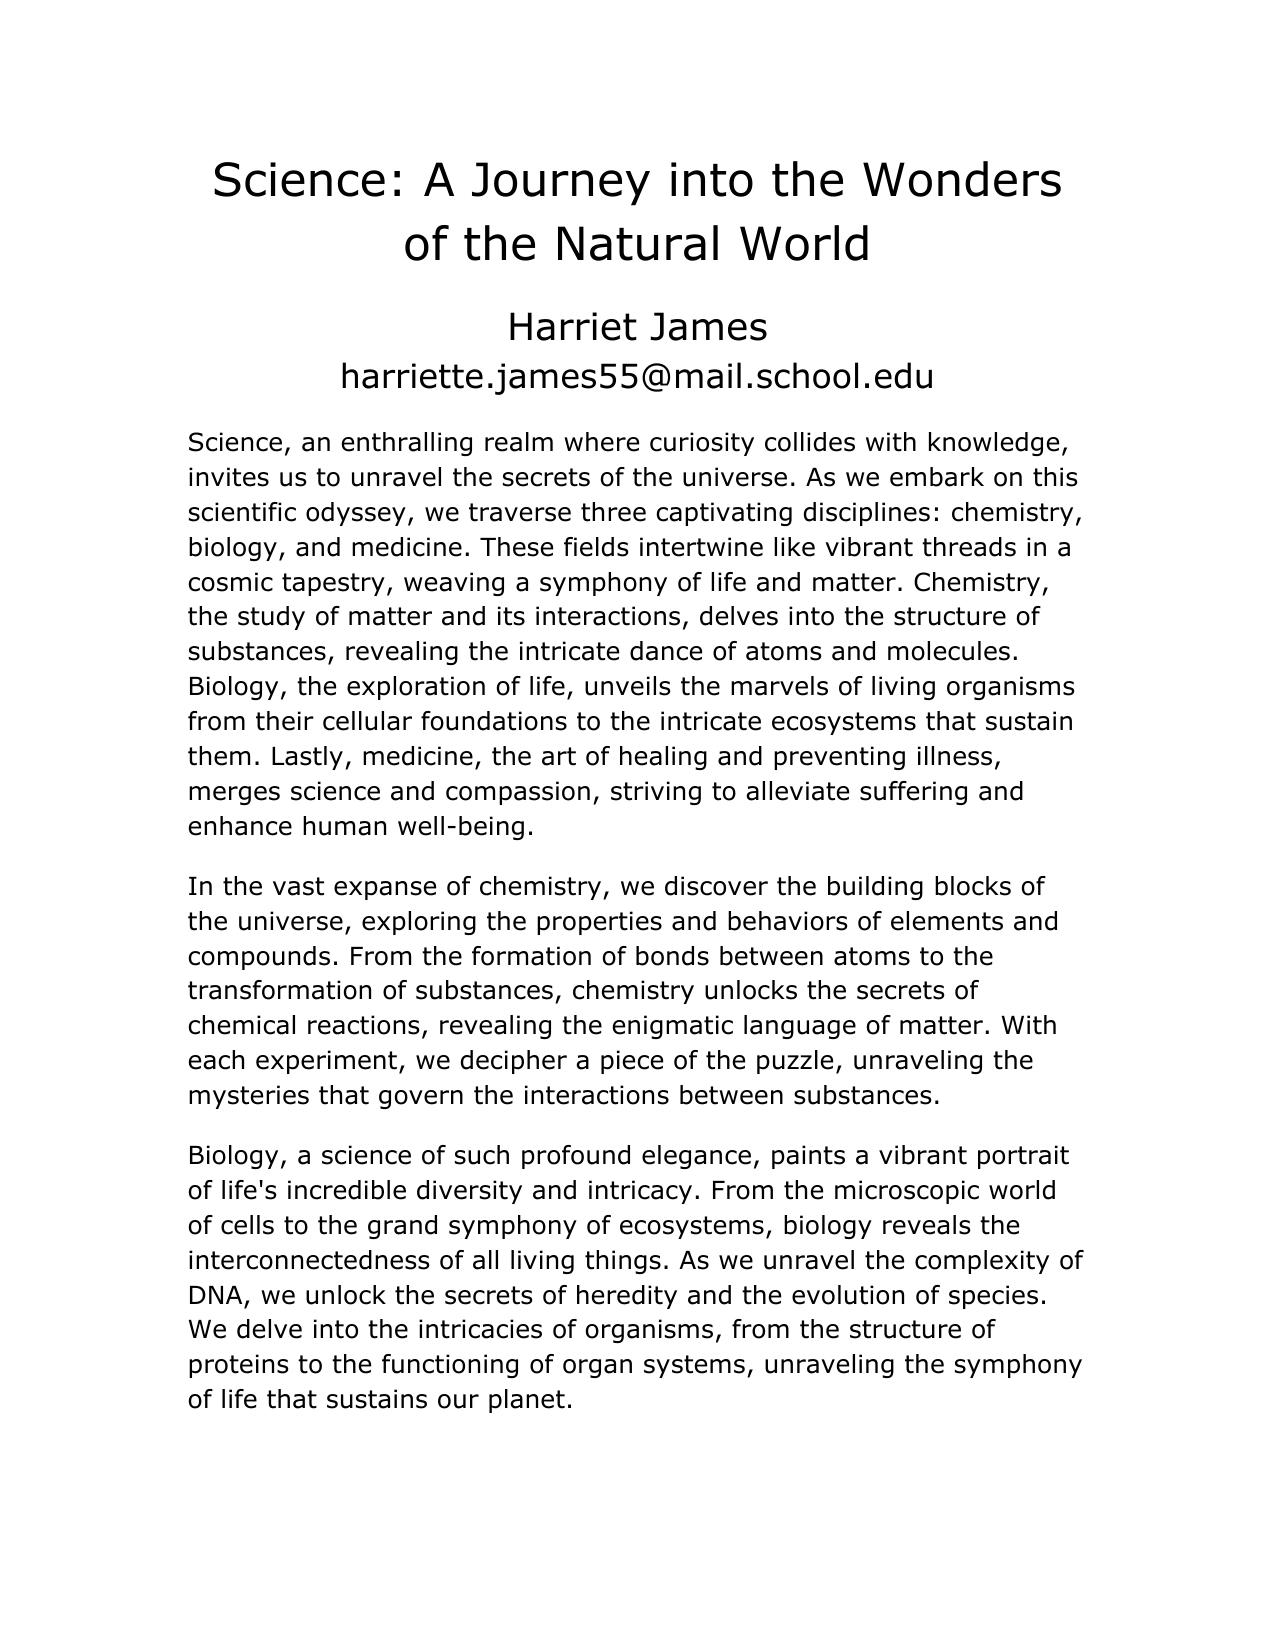 Science: A Journey into the Wonders
of the Natural World
Harriet James
harriette.james55@mail.school.edu
Science, an enthralling realm where curiosity collides with knowledge,
invites us to unravel the secrets of the universe. As we embark on this
scientific odyssey, we traverse three captivating disciplines: chemistry,
biology, and medicine. These fields intertwine like vibrant threads in a
cosmic tapestry, weaving a symphony of life and matter. Chemistry,
the study of matter and its interactions, delves into the structure of
substances, revealing the intricate dance of atoms and molecules.
Biology, the exploration of life, unveils the marvels of living organisms
from their cellular foundations to the intricate ecosystems that sustain
them. Lastly, medicine, the art of healing and preventing illness,
merges science and compassion, striving to alleviate suffering and
enhance human well-being.
In the vast expanse of chemistry, we discover the building blocks of
the universe, exploring the properties and behaviors of elements and
compounds. From the formation of bonds between atoms to the
transformation of substances, chemistry unlocks the secrets of
chemical reactions, revealing the enigmatic language of matter. With
each experiment, we decipher a piece of the puzzle, unraveling the
mysteries that govern the interactions between substances.
Biology, a science of such profound elegance, paints a vibrant portrait
of life's incredible diversity and intricacy. From the microscopic world
of cells to the grand symphony of ecosystems, biology reveals the
interconnectedness of all living things. As we unravel the complexity of
DNA, we unlock the secrets of heredity and the evolution of species.
We delve into the intricacies of organisms, from the structure of
proteins to the functioning of organ systems, unraveling the symphony
of life that sustains our planet.